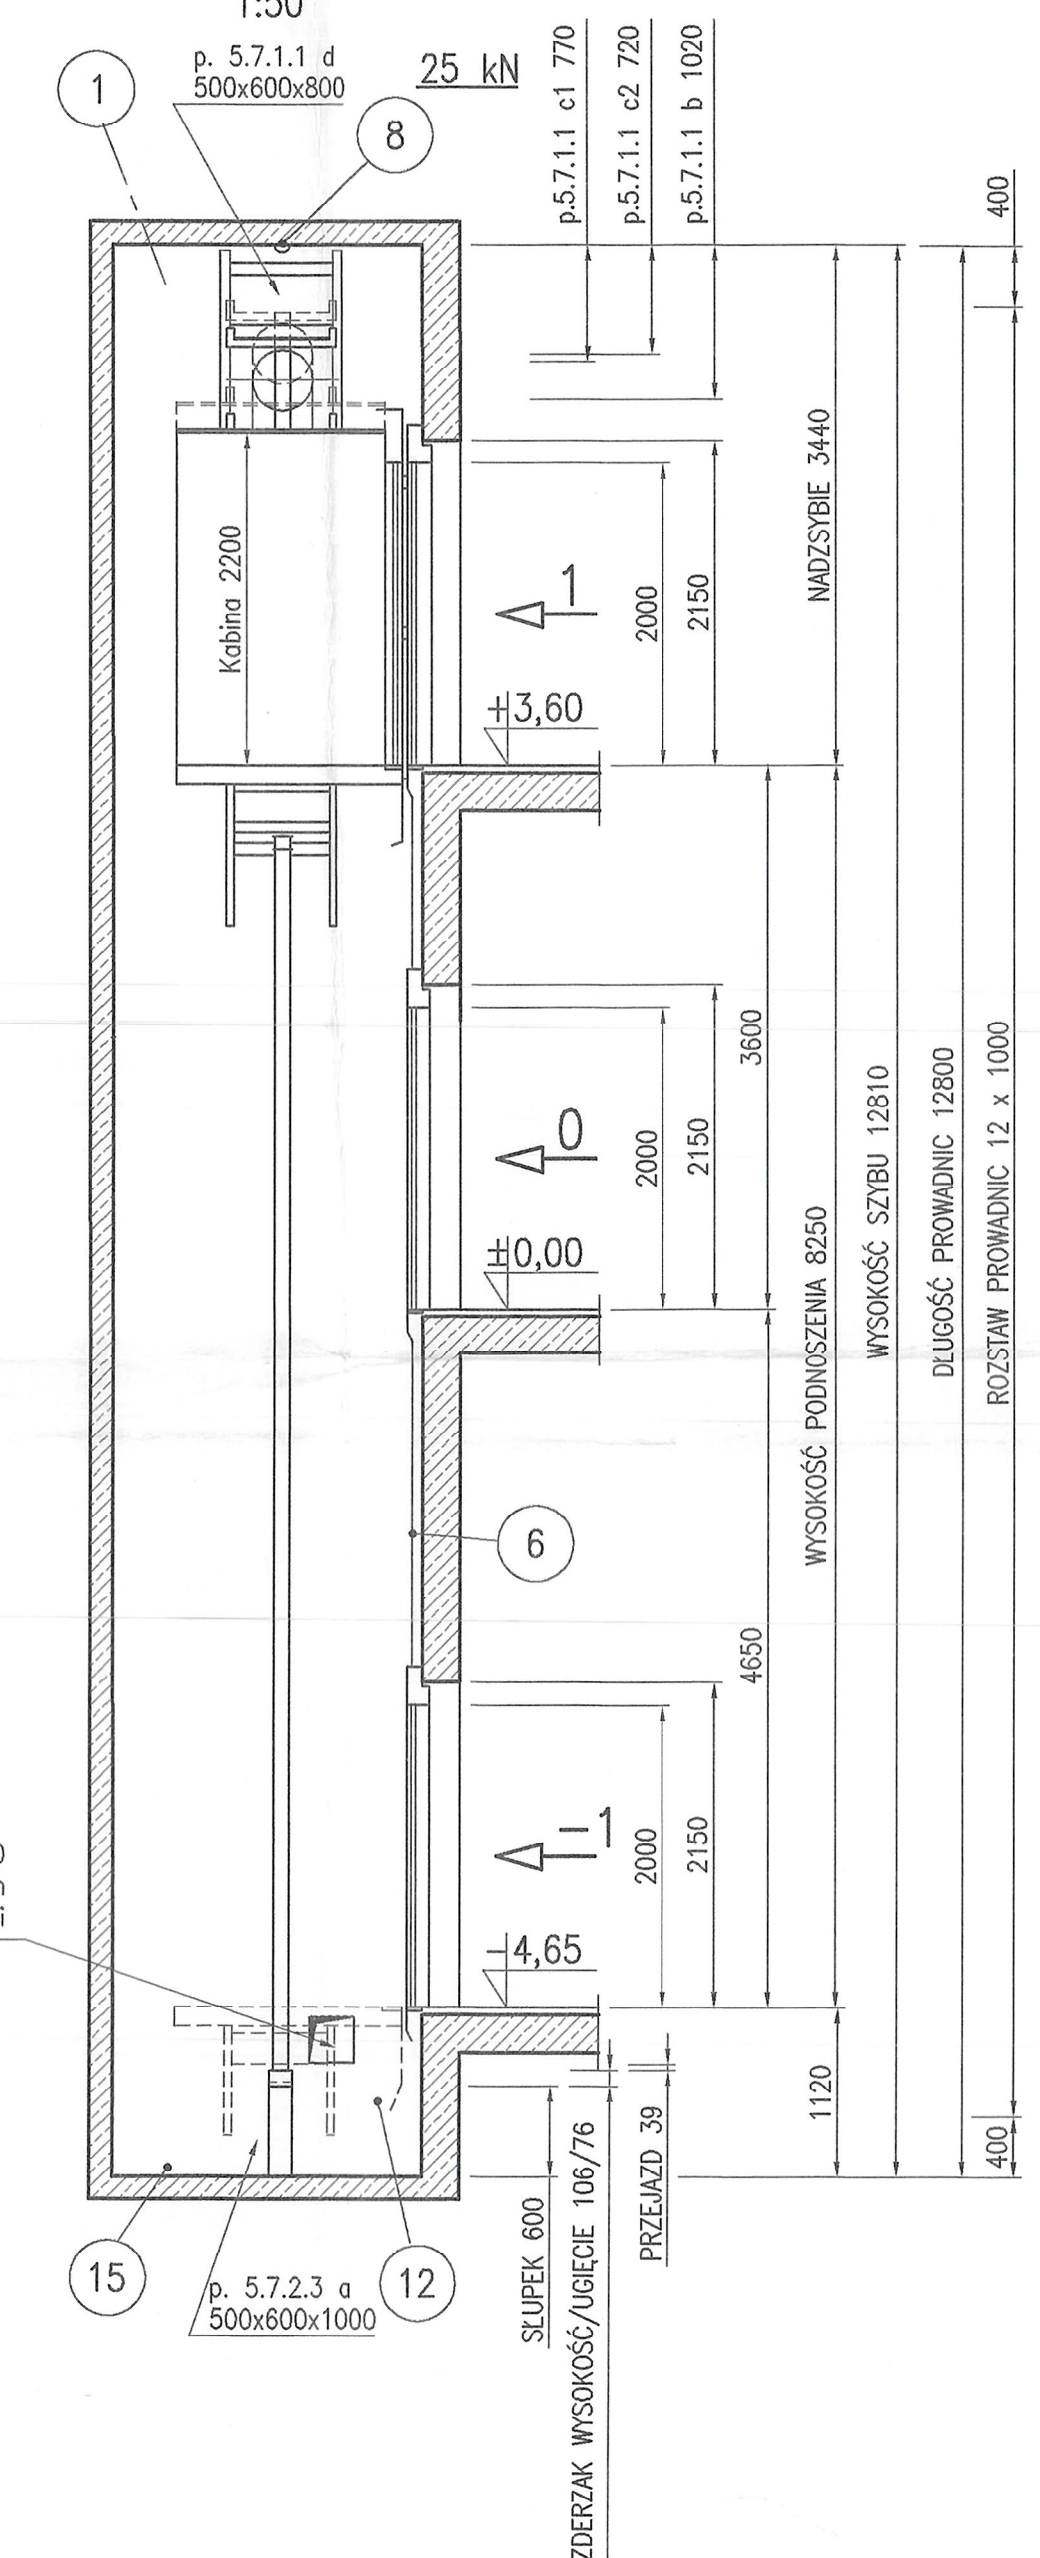 1:50
p. 5.7.1.1 d
500x600x800
25 kN
1
8
p.5.7.1.1 c1 770
p.5.7.1.1 c2 720
p.5.7.1.1 b 1020
400
Kabina 2200
1
+3,60
2000
2150
NADZSYBIE 3440
0
±0,00
2000
2150
3600
WYSOKOŚĆ PODNOSZENIA 8250
WYSOKOŚĆ SZYBU 12810
DŁUGOŚĆ PROWADNIC 12800
ROZSTAW PROWADNIC 12 x 1000
6
4650
-1
-4,65
2000
2150
1120
400
15
p. 5.7.2.3 a
500x600x1000
12
SŁUPEK 600
ZDERZAK WYSOKOŚĆ/UGIĘCIE 106/76
PRZEJAZD 39